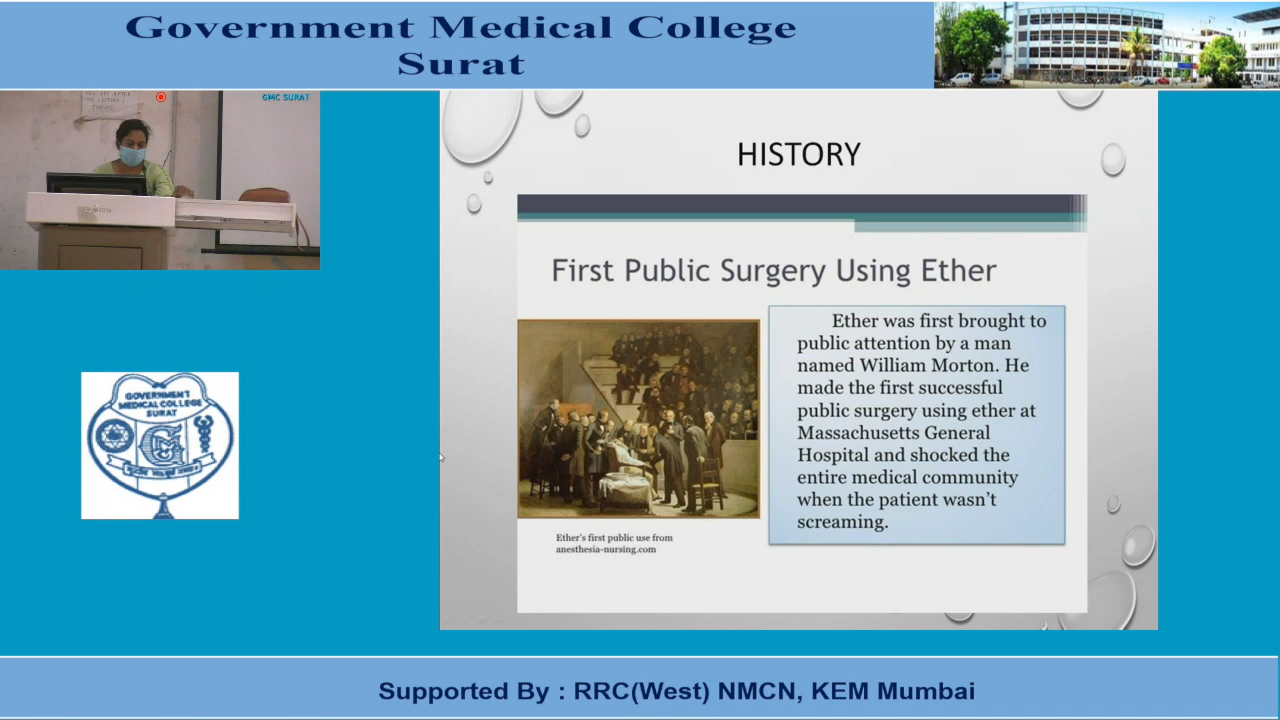 Government Medical College
Surat
GMC SURAT
GOVERNMENT
MEDICAL COLLEGE
SURAT
HISTORY
First Public Surgery Using Ether
Ether was first brought to
public attention by a man
named William Morton. He
made the first successful
public surgery using ether at
Massachusetts General
Hospital and shocked the
entire medical community
when the patient wasn't
screaming.
Ether's first public use from
anesthesia-nursing.com
Supported By : RRC(West) NMCN, KEM Mumbai